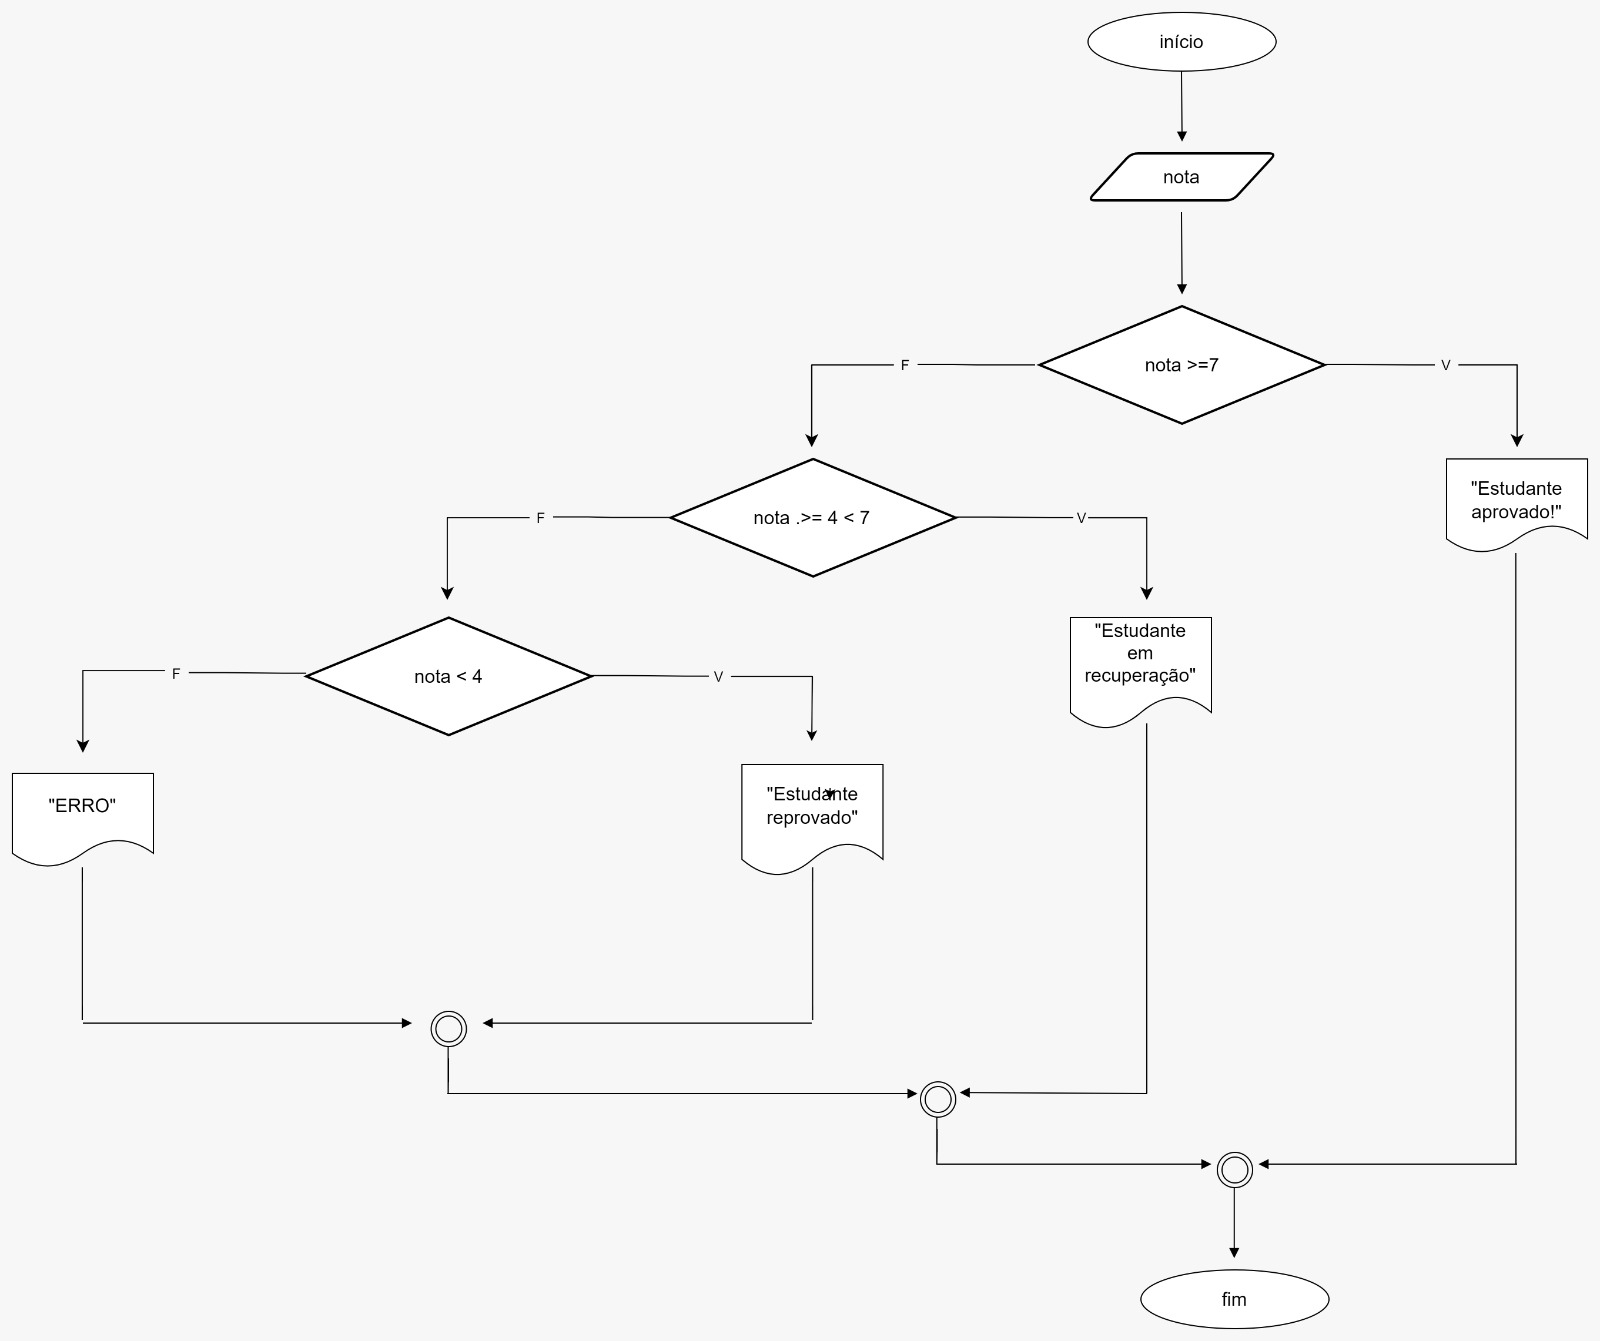 início
nota
nota >=7
F
V
"Estudante
aprovado!"
nota .>= 4 < 7
F
V
"Estudante
em
recuperação"
nota < 4
F
V
"ERRO"
"Estudante
reprovado"
fim